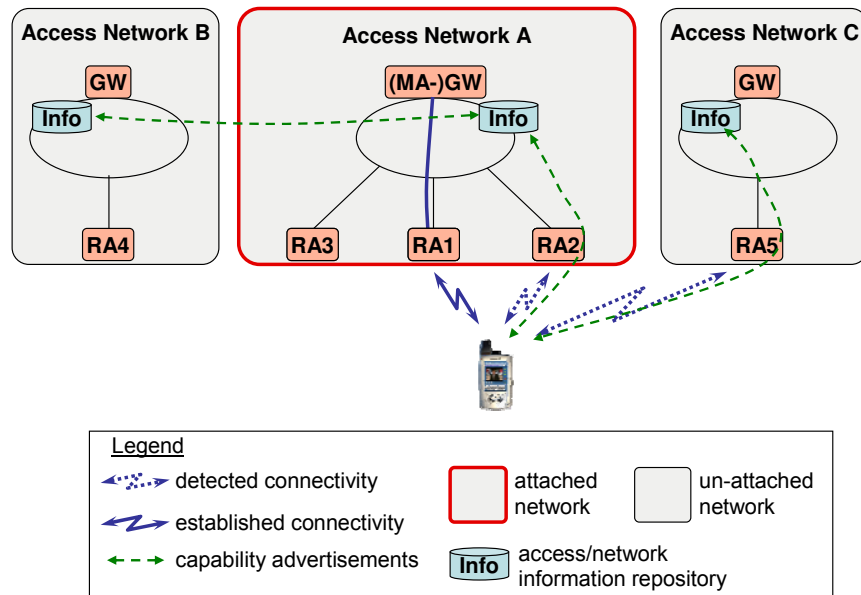 Access Network B
Access Network A
Access Network C
GW
(MA-)GW
GW
Info
Info
Info
RA4
RA3
RA1
RA2
RA5
Legend
detected connectivity
established connectivity
capability advertisements
attached
network
un-attached
network
Info
access/network
information repository